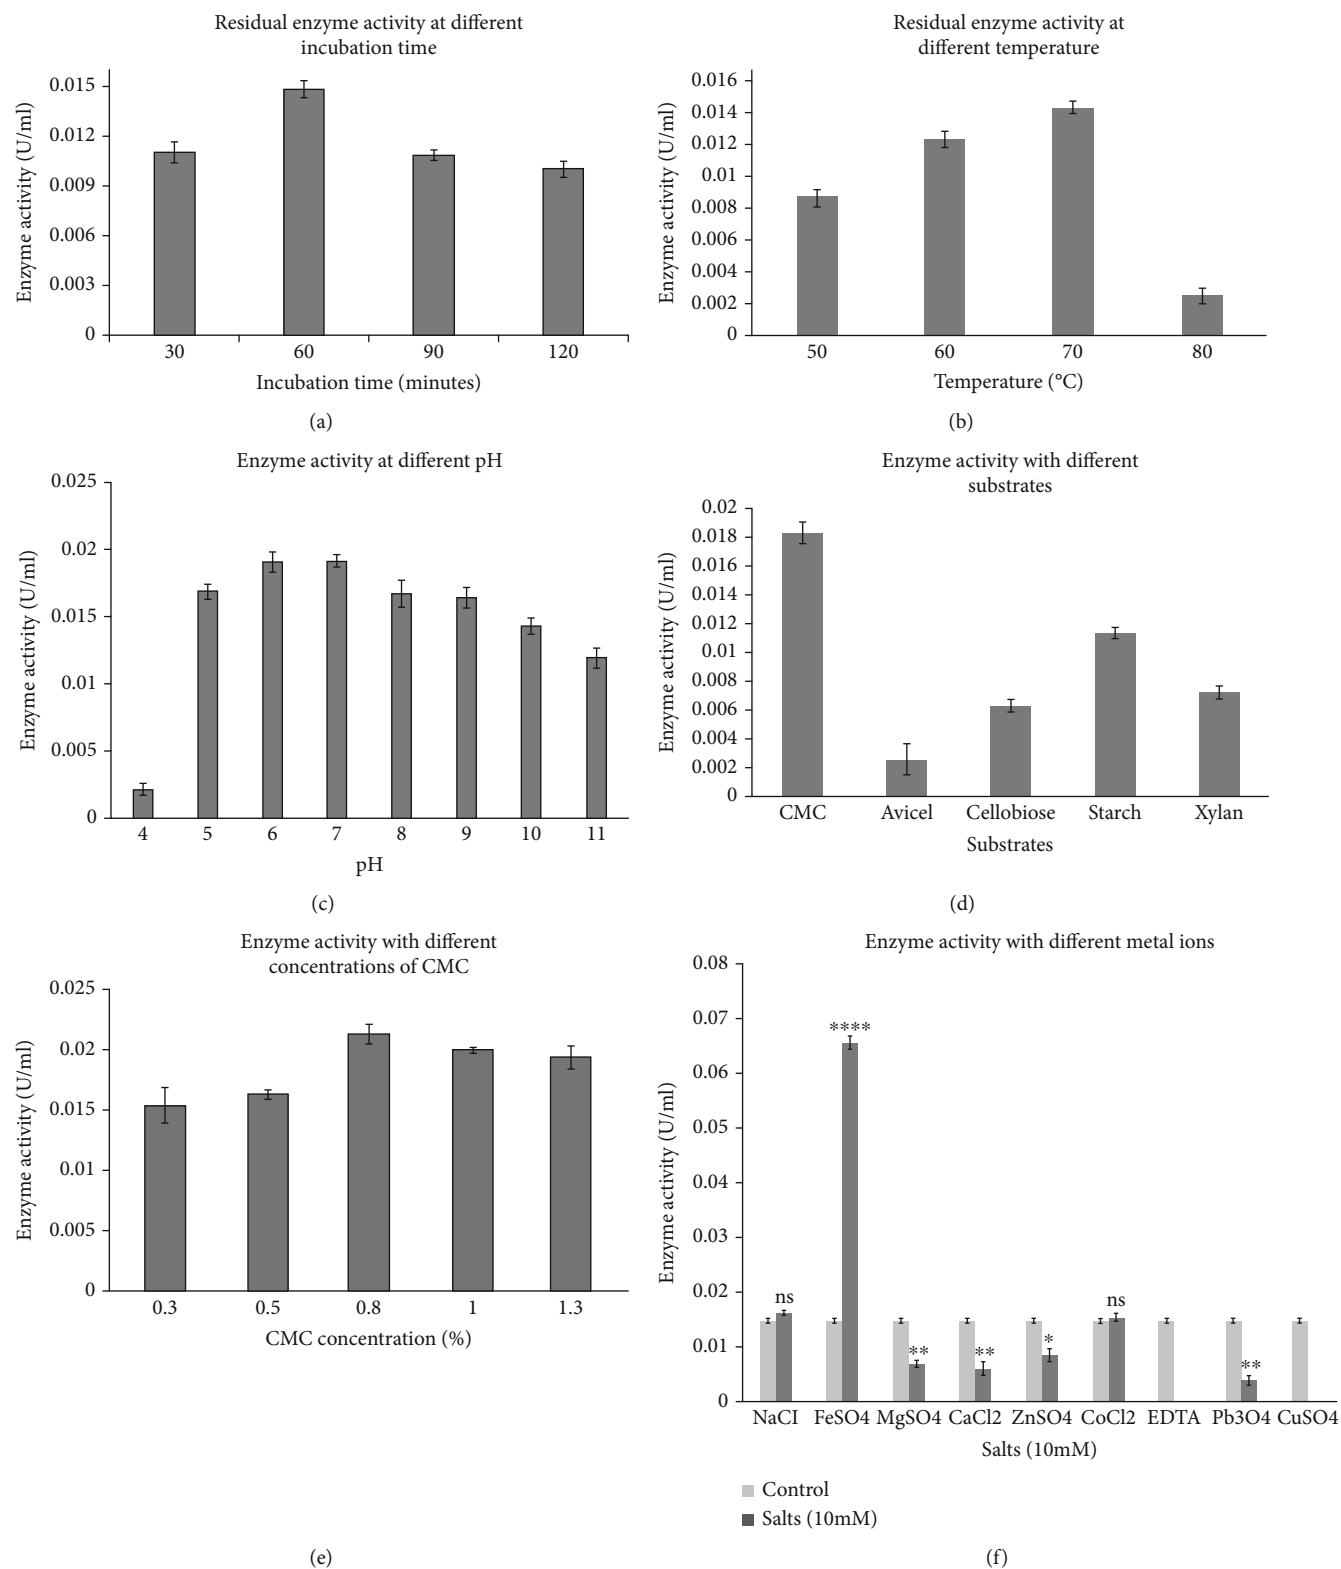 Residual enzyme activity at different
incubation time
Enzyme activity (U/ml)
0.015
0.012
0.009
0.006
0.003
0
30 60 90 120
Incubation time (minutes)
(a)
Residual enzyme activity at
different temperature
Enzyme activity (U/ml)
0.016
0.014
0.012
0.01
0.008
0.006
0.004
0.002
0
50 60 70 80
Temperature (°C)
(b)
Enzyme activity at different pH
Enzyme activity (U/ml)
0.025
0.02
0.015
0.01
0.005
0
4 5 6 7 8 9 10 11
pH
(c)
Enzyme activity with different
substrates
Enzyme activity (U/ml)
0.02
0.018
0.016
0.014
0.012
0.01
0.008
0.006
0.004
0.002
0
CMC Avicel Cellobiose Starch Xylan
Substrates
(d)
Enzyme activity with different
concentrations of CMC
Enzyme activity (U/ml)
0.025
0.02
0.015
0.01
0.005
0
0.3 0.5 0.8 1 1.3
CMC concentration (%)
(e)
Enzyme activity with different metal ions
Enzyme activity (U/ml)
0.08
0.07
0.06
0.05
0.04
0.03
0.02
0.01
0
ns **** ** ** * ns **
NaCI FeSO4 MgSO4 CaCl2 ZnSO4 CoCl2 EDTA Pb3O4 CuSO4
Salts (10mM)
Control
Salts (10mM)
(f)